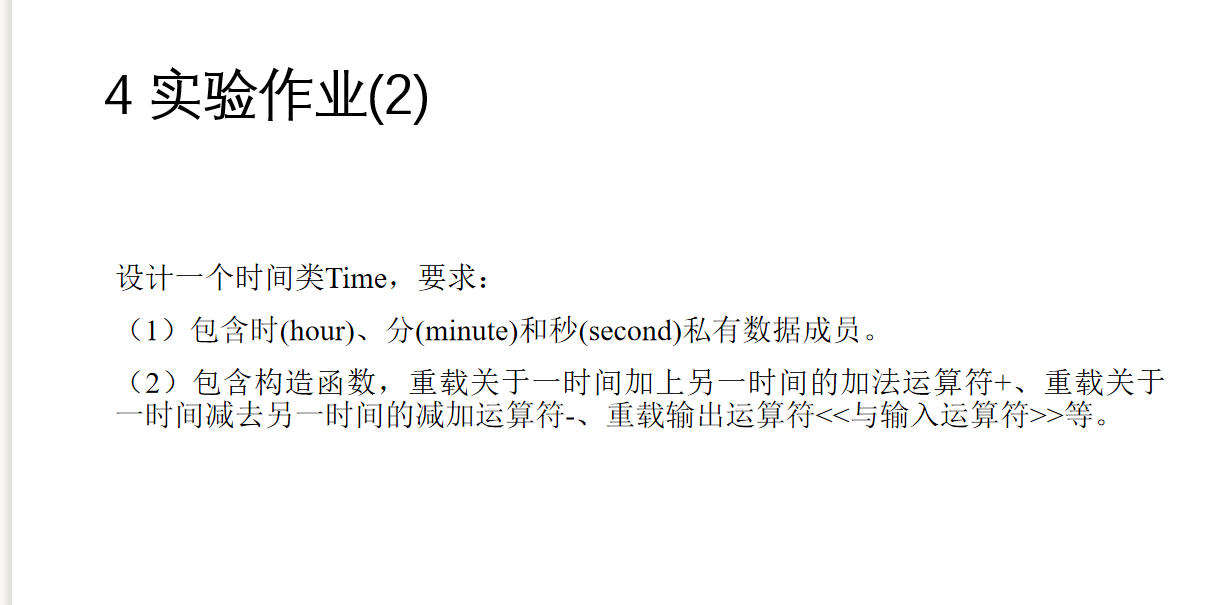 4 实验作业(2)
设计一个时间类Time，要求：
（1）包含时(hour)、分(minute)和秒(second)私有数据成员。
（2）包含构造函数，重载关于一时间加上另一时间的加法运算符+、重载关于
一时间减去另一时间的减加运算符-、重载输出运算符<<与输入运算符>>等。